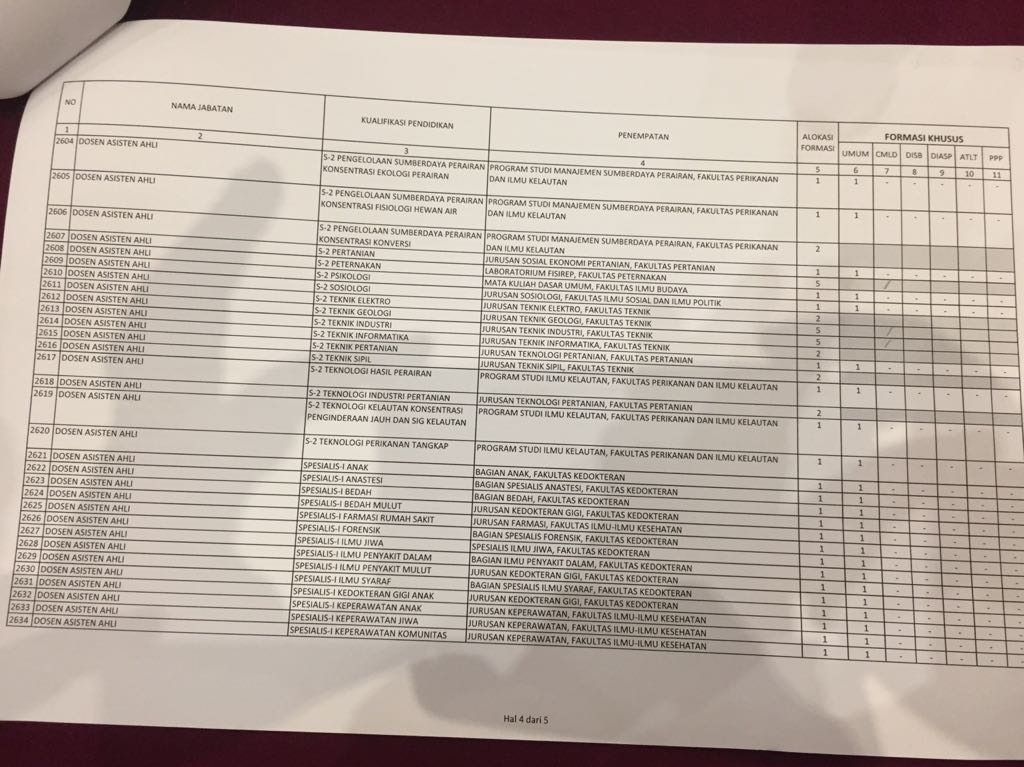 NO NAMA JABATAN KUALIFIKASI PENDIDIKAN PENEMPATAN ALOKASI FORMASI FORMASI KHUSUS
UMUM CMLD DISB DIASP ATLT PPP
1 2 3 4 5 6 7 8 9 10 11
2604 DOSEN ASISTEN AHLI S-2 PENGELOLAAN SUMBERDAYA PERAIRAN PROGRAM STUDI MANAJEMEN SUMBERDAYA PERAIRAN, FAKULTAS PERIKANAN 1 1 - - - - -
KONSENTRASI EKOLOGI PERAIRAN DAN ILMU KELAUTAN
2605 DOSEN ASISTEN AHLI S-2 PENGELOLAAN SUMBERDAYA PERAIRAN PROGRAM STUDI MANAJEMEN SUMBERDAYA PERAIRAN, FAKULTAS PERIKANAN 1 1 - - - - -
KONSENTRASI FISIOLOGI HEWAN AIR DAN ILMU KELAUTAN
2606 DOSEN ASISTEN AHLI S-2 PENGELOLAAN SUMBERDAYA PERAIRAN PROGRAM STUDI MANAJEMEN SUMBERDAYA PERAIRAN, FAKULTAS PERIKANAN 2
KONSENTRASI KONVERSI DAN ILMU KELAUTAN
2607 DOSEN ASISTEN AHLI S-2 PERTANIAN JURUSAN SOSIAL EKONOMI PERTANIAN, FAKULTAS PERTANIAN 1 1 - - - - -
2608 DOSEN ASISTEN AHLI S-2 PETERNAKAN LABORATORIUM FISIREP, FAKULTAS PETERNAKAN 5
2609 DOSEN ASISTEN AHLI S-2 PSIKOLOGI MATA KULIAH DASAR UMUM, FAKULTAS ILMU BUDAYA 1 1 - - - - -
2610 DOSEN ASISTEN AHLI S-2 SOSIOLOGI JURUSAN SOSIOLOGI, FAKULTAS ILMU SOSIAL DAN ILMU POLITIK 1 1 - - - - -
2611 DOSEN ASISTEN AHLI S-2 TEKNIK ELEKTRO JURUSAN TEKNIK ELEKTRO, FAKULTAS TEKNIK 2
2612 DOSEN ASISTEN AHLI S-2 TEKNIK GEOLOGI JURUSAN TEKNIK GEOLOGI, FAKULTAS TEKNIK 5
2613 DOSEN ASISTEN AHLI S-2 TEKNIK INDUSTRI JURUSAN TEKNIK INDUSTRI, FAKULTAS TEKNIK 5
2614 DOSEN ASISTEN AHLI S-2 TEKNIK INFORMATIKA JURUSAN TEKNIK INFORMATIKA, FAKULTAS TEKNIK 2
2615 DOSEN ASISTEN AHLI S-2 TEKNIK PERTANIAN JURUSAN TEKNOLOGI PERTANIAN, FAKULTAS PERTANIAN 1 1 - - - - -
2616 DOSEN ASISTEN AHLI S-2 TEKNIK SIPIL JURUSAN TEKNIK SIPIL, FAKULTAS TEKNIK 2
2617 DOSEN ASISTEN AHLI S-2 TEKNOLOGI HASIL PERAIRAN PROGRAM STUDI ILMU KELAUTAN, FAKULTAS PERIKANAN DAN ILMU KELAUTAN 1 1 - - - - -
2618 DOSEN ASISTEN AHLI S-2 TEKNOLOGI INDUSTRI PERTANIAN JURUSAN TEKNOLOGI PERTANIAN, FAKULTAS PERTANIAN 2
2619 DOSEN ASISTEN AHLI S-2 TEKNOLOGI KELAUTAN KONSENTRASI PROGRAM STUDI ILMU KELAUTAN, FAKULTAS PERIKANAN DAN ILMU KELAUTAN 1 1 - - - - -
PENGINDERAAN JAUH DAN SIG KELAUTAN
2620 DOSEN ASISTEN AHLI S-2 TEKNOLOGI PERIKANAN TANGKAP PROGRAM STUDI ILMU KELAUTAN, FAKULTAS PERIKANAN DAN ILMU KELAUTAN 1 1 - - - - -
2621 DOSEN ASISTEN AHLI SPESIALIS-I ANAK BAGIAN ANAK, FAKULTAS KEDOKTERAN 1 1 - - - - -
2622 DOSEN ASISTEN AHLI SPESIALIS-I ANASTESI BAGIAN SPESIALIS ANASTESI, FAKULTAS KEDOKTERAN 1 1 - - - - -
2623 DOSEN ASISTEN AHLI SPESIALIS-I BEDAH BAGIAN BEDAH, FAKULTAS KEDOKTERAN 1 1 - - - - -
2624 DOSEN ASISTEN AHLI SPESIALIS-I BEDAH MULUT JURUSAN KEDOKTERAN GIGI, FAKULTAS KEDOKTERAN 1 1 - - - - -
2625 DOSEN ASISTEN AHLI SPESIALIS-I FARMASI RUMAH SAKIT JURUSAN FARMASI, FAKULTAS ILMU-ILMU KESEHATAN 1 1 - - - - -
2626 DOSEN ASISTEN AHLI SPESIALIS-I FORENSIK BAGIAN SPESIALIS FORENSIK, FAKULTAS KEDOKTERAN 1 1 - - - - -
2627 DOSEN ASISTEN AHLI SPESIALIS-I ILMU JIWA SPESIALIS ILMU JIWA, FAKULTAS KEDOKTERAN 1 1 - - - - -
2628 DOSEN ASISTEN AHLI SPESIALIS-I ILMU PENYAKIT DALAM BAGIAN ILMU PENYAKIT DALAM, FAKULTAS KEDOKTERAN 1 1 - - - - -
2629 DOSEN ASISTEN AHLI SPESIALIS-I ILMU PENYAKIT MULUT JURUSAN KEDOKTERAN GIGI, FAKULTAS KEDOKTERAN 1 1 - - - - -
2630 DOSEN ASISTEN AHLI SPESIALIS-I ILMU SYARAF BAGIAN SPESIALIS ILMU SYARAF, FAKULTAS KEDOKTERAN 1 1 - - - - -
2631 DOSEN ASISTEN AHLI SPESIALIS-I KEDOKTERAN GIGI ANAK JURUSAN KEDOKTERAN GIGI, FAKULTAS KEDOKTERAN 1 1 - - - - -
2632 DOSEN ASISTEN AHLI SPESIALIS-I KEPERAWATAN ANAK JURUSAN KEPERAWATAN, FAKULTAS ILMU-ILMU KESEHATAN 1 1 - - - - -
2633 DOSEN ASISTEN AHLI SPESIALIS-I KEPERAWATAN JIWA JURUSAN KEPERAWATAN, FAKULTAS ILMU-ILMU KESEHATAN 1 1 - - - - -
2634 DOSEN ASISTEN AHLI SPESIALIS-I KEPERAWATAN KOMUNITAS JURUSAN KEPERAWATAN, FAKULTAS ILMU-ILMU KESEHATAN 1 1 - - - - -
Hal 4 dari 5